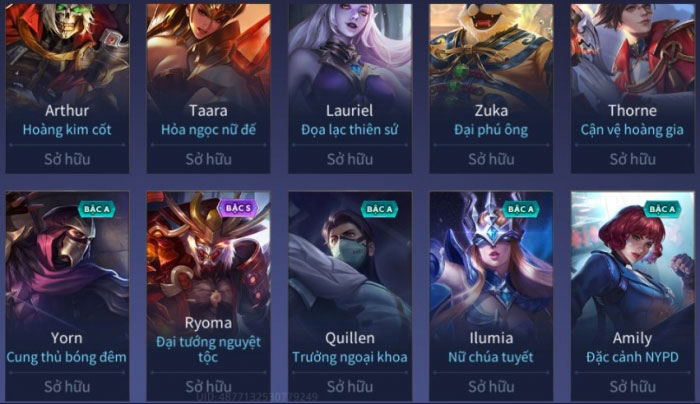 Arthur
Hoàng kim cốt
Sở hữu
Taara
Hỏa ngọc nữ đế
Sở hữu
Lauriel
Đọa lạc thiên sứ
Sở hữu
Zuka
Đại phú ông
Sở hữu
Thorne
Cận vệ hoàng gia
Sở hữu
BẬC A
Yorn
Cung thủ bóng đêm
Sở hữu
BẬC S
Ryoma
Đại tướng nguyệt
tộc
Sở hữu
BẬC A
Quillen
Trưởng ngoại khoa
Sở hữu
BẬC A
Ilumia
Nữ chúa tuyết
Sở hữu
BẬC A
Amily
Đặc cảnh NYPD
Sở hữu